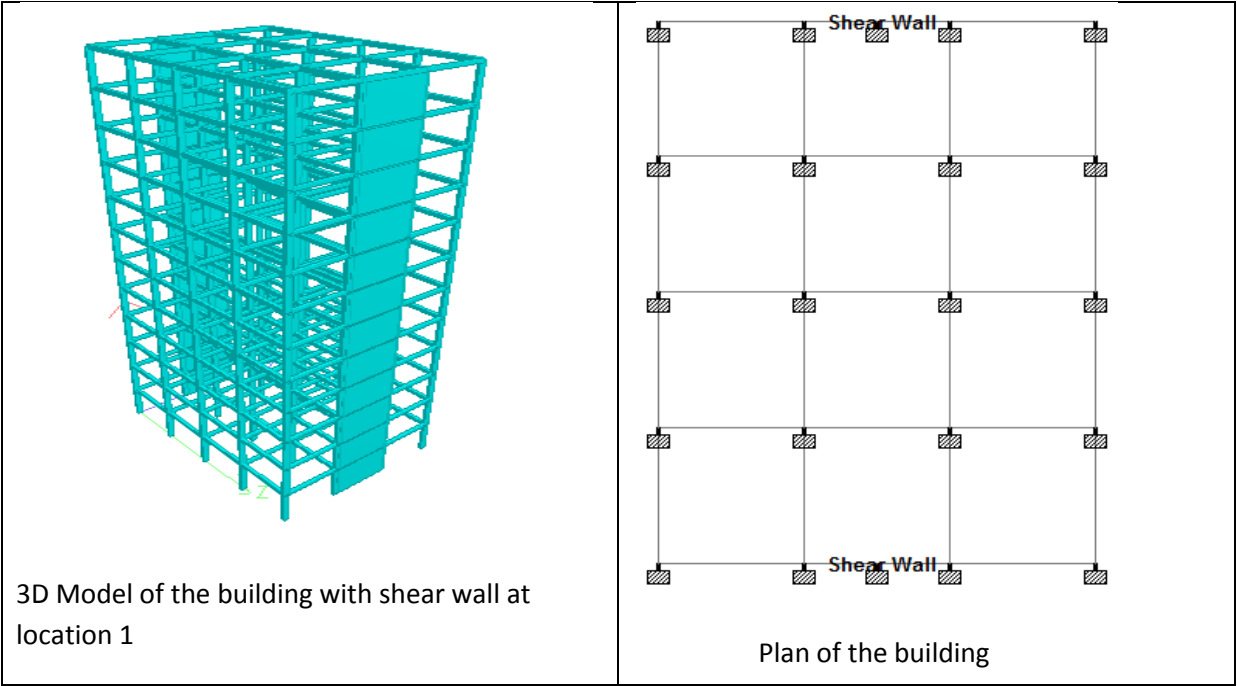 Z
3D Model of the building with shear wall at
location 1
Shear Wall
Shear Wall
Plan of the building